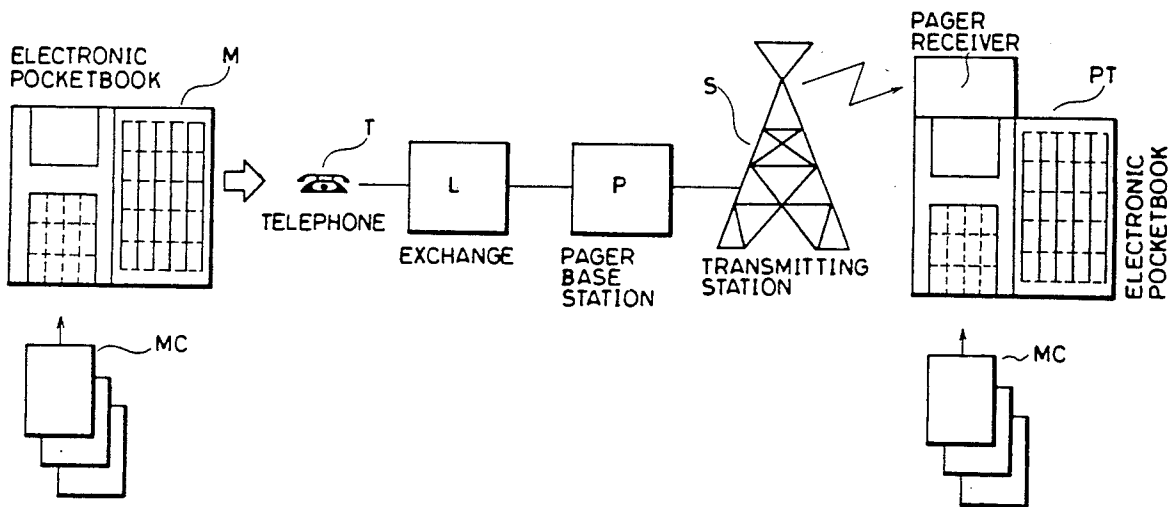 ELECTRONIC
POCKETBOOK
M
T
TELEPHONE
L
EXCHANGE
P
PAGER
BASE
STATION
S
TRANSMITTING
STATION
PAGER
RECEIVER
PT
ELECTRONIC
POCKETBOOK
MC
MC